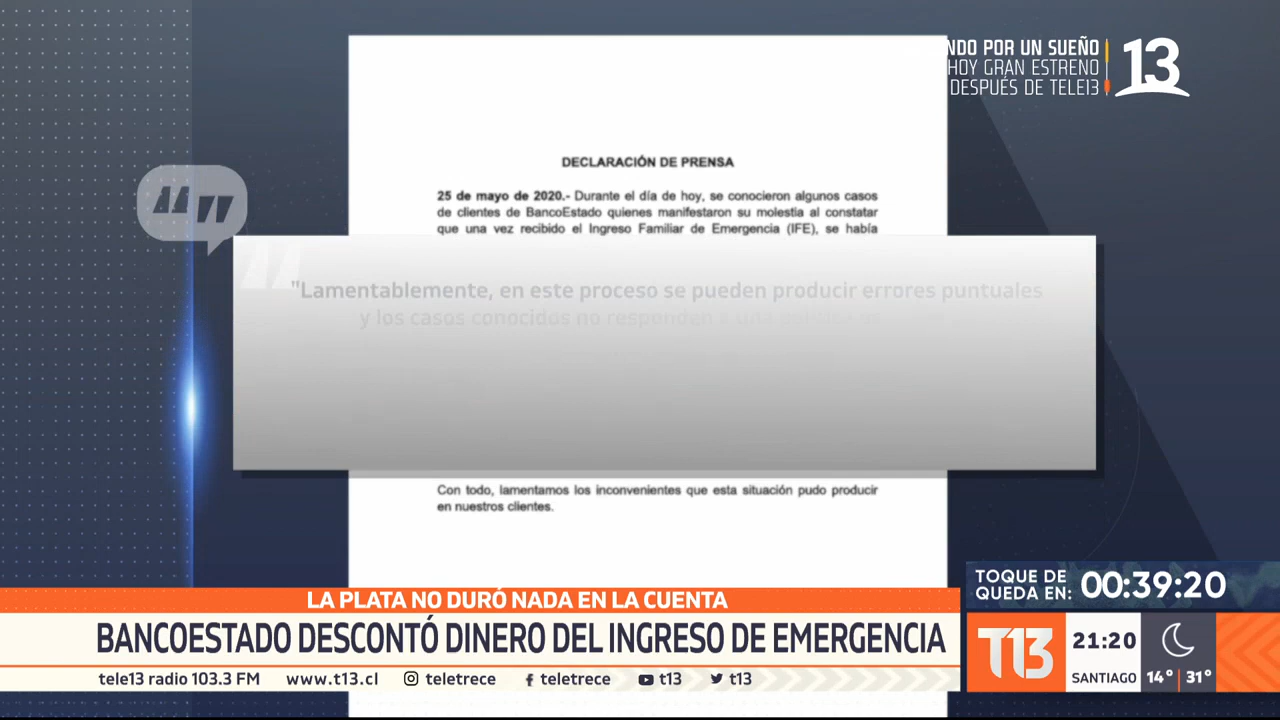 NDO POR UN SUEÑO
HOY GRAN ESTRENO
DESPUÉS DE TELE13
13
DECLARACIÓN DE PRENSA
25 de mayo de 2020.- Durante el día de hoy, se conocieron algunos casos
de clientes de BancoEstado quienes manifestaron su molestia al constatar
que una vez recibido el Ingreso Familiar de Emergencia (IFE), se había
"Lamentablemente, en este proceso se pueden producir errores puntuales
y los casos conocidos no responden a una
Con todo, lamentamos los inconvenientes que esta situación pudo producir
en nuestros clientes.
LA PLATA NO DURÓ NADA EN LA CUENTA
BANCOESTADO DESCONTÓ DINERO DEL INGRESO DE EMERGENCIA
tele13 radio 103.3 FM www.t13.cl teletrece teletrece t13 t13
TOQUE DE
QUEDA EN: 00:39:20
T13
21:20
SANTIAGO 14° 31°